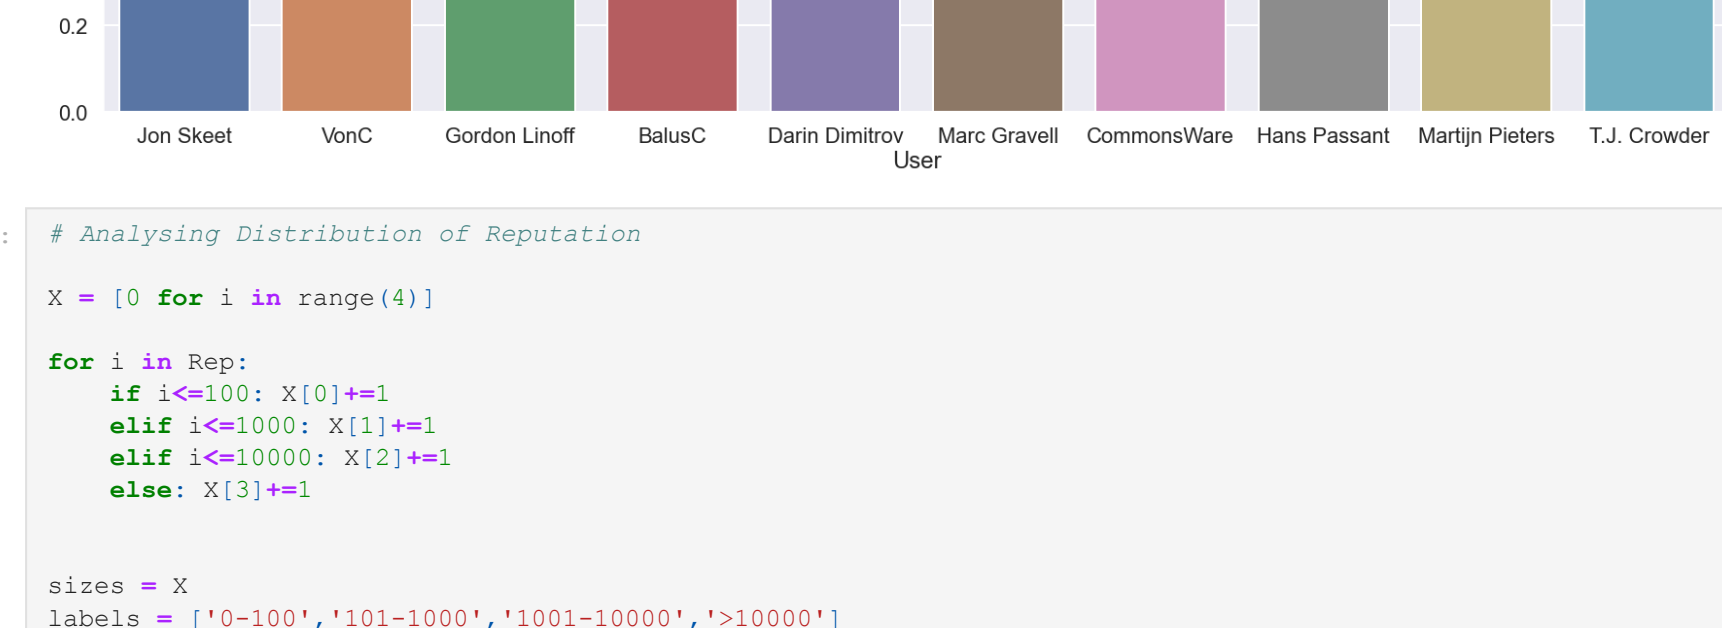 0.2
0.0
Jon Skeet VonC Gordon Linoff BalusC Darin Dimitrov Marc Gravell CommonsWare Hans Passant Martijn Pieters T.J. Crowder
User
:
# Analysing Distribution of Reputation
X = [0 for i in range(4)]
for i in Rep:
    if i<=100: X[0]+=1
    elif i<=1000: X[1]+=1
    elif i<=10000: X[2]+=1
    else: X[3]+=1
sizes = X
labels = ['0-100','101-1000','1001-10000','>10000']